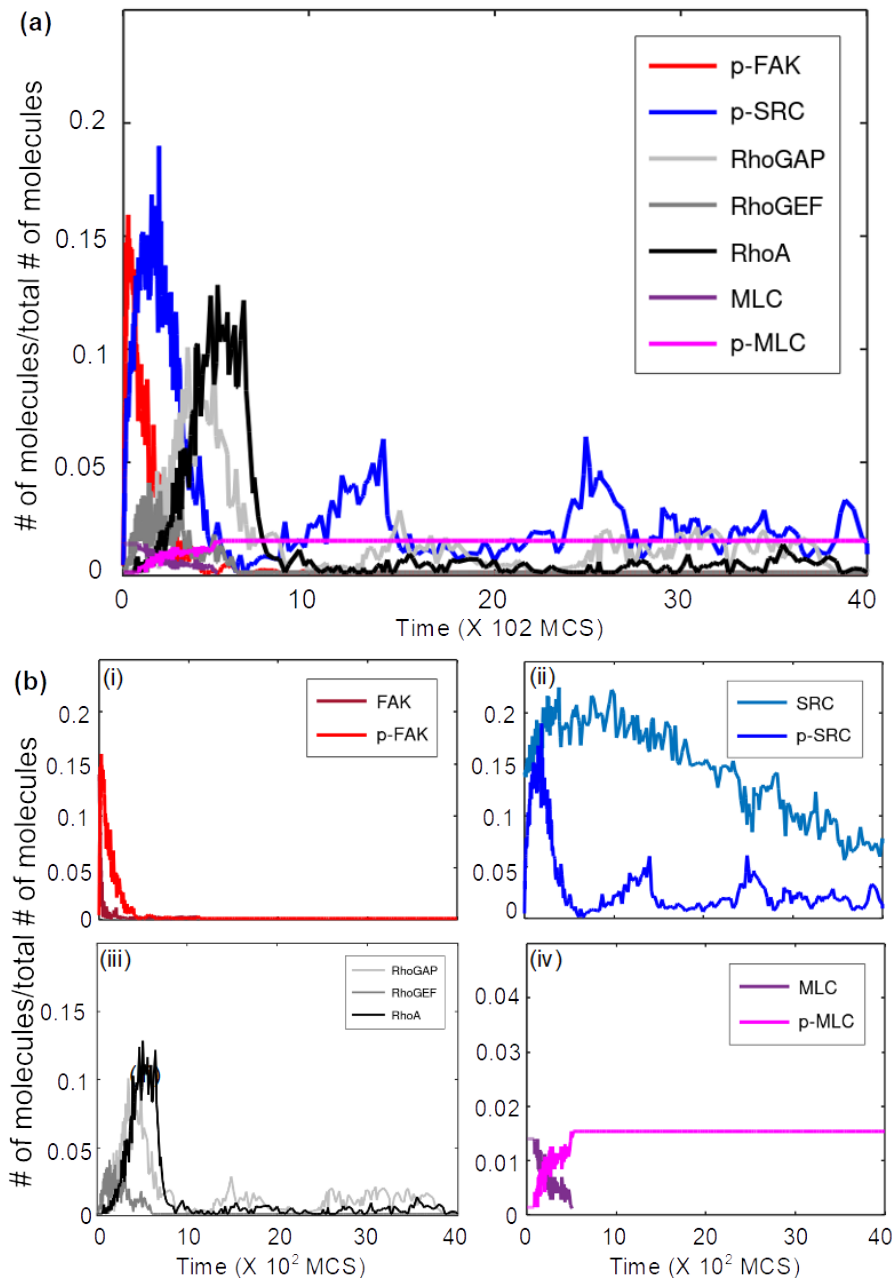 (a)
# of molecules/total # of molecules
0.2
0.15
0.1
0.05
0
p-FAK
p-SRC
RhoGAP
RhoGEF
RhoA
MLC
p-MLC
0 10 20 30 40
Time (X 102 MCS)
(b)
# of molecules/total # of molecules
(i)
0.2
0.15
0.1
0.05
0
FAK
p-FAK
(ii)
0.2
0.15
0.1
0.05
0
SRC
p-SRC
(iii)
0.15
0.1
0.05
0
RhoGAP
RhoGEF
RhoA
0 10 20 30 40
Time (X 10² MCS)
(iv)
0.04
0.03
0.02
0.01
0
MLC
p-MLC
0 10 20 30 40
Time (X 10² MCS)